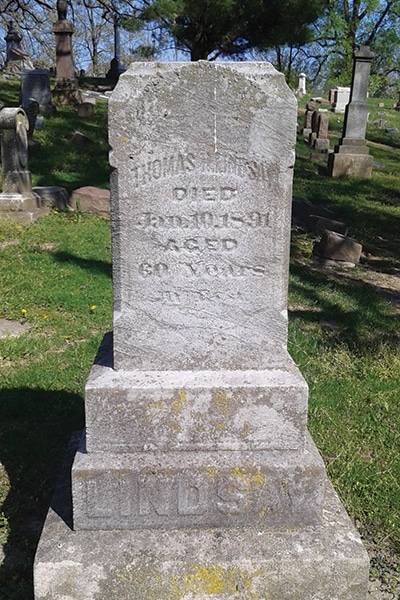 THOMAS LINDSAY
DIED
Jan. 10, 1891
AGED
60 Years
LINDSAY